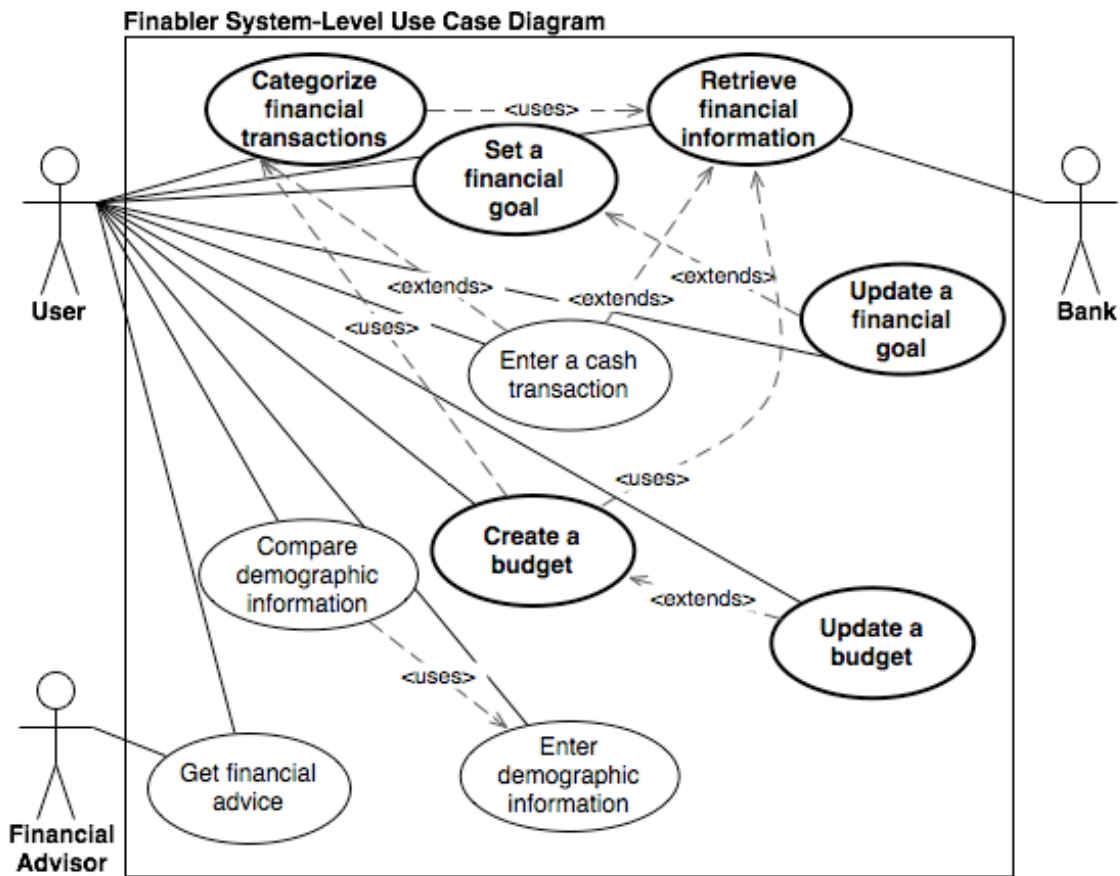 Finabler System-Level Use Case Diagram
Categorize
financial
transactions
<uses>
Retrieve
financial
information
Set a
financial
goal
User
Bank
<extends>
<extends>
<extends>
Update a
financial
goal
<uses>
Enter a cash
transaction
<uses>
Compare
demographic
information
Create a
budget
<extends>
Update a
budget
<uses>
Get financial
advice
Enter
demographic
information
Financial
Advisor